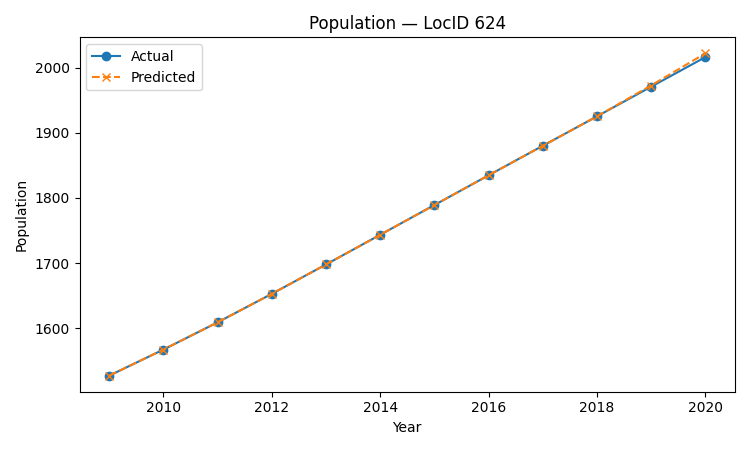 Population — LocID 624
Actual
Predicted
2000
1900
1800
1700
1600
Population
2010 2012 2014 2016 2018 2020
Year